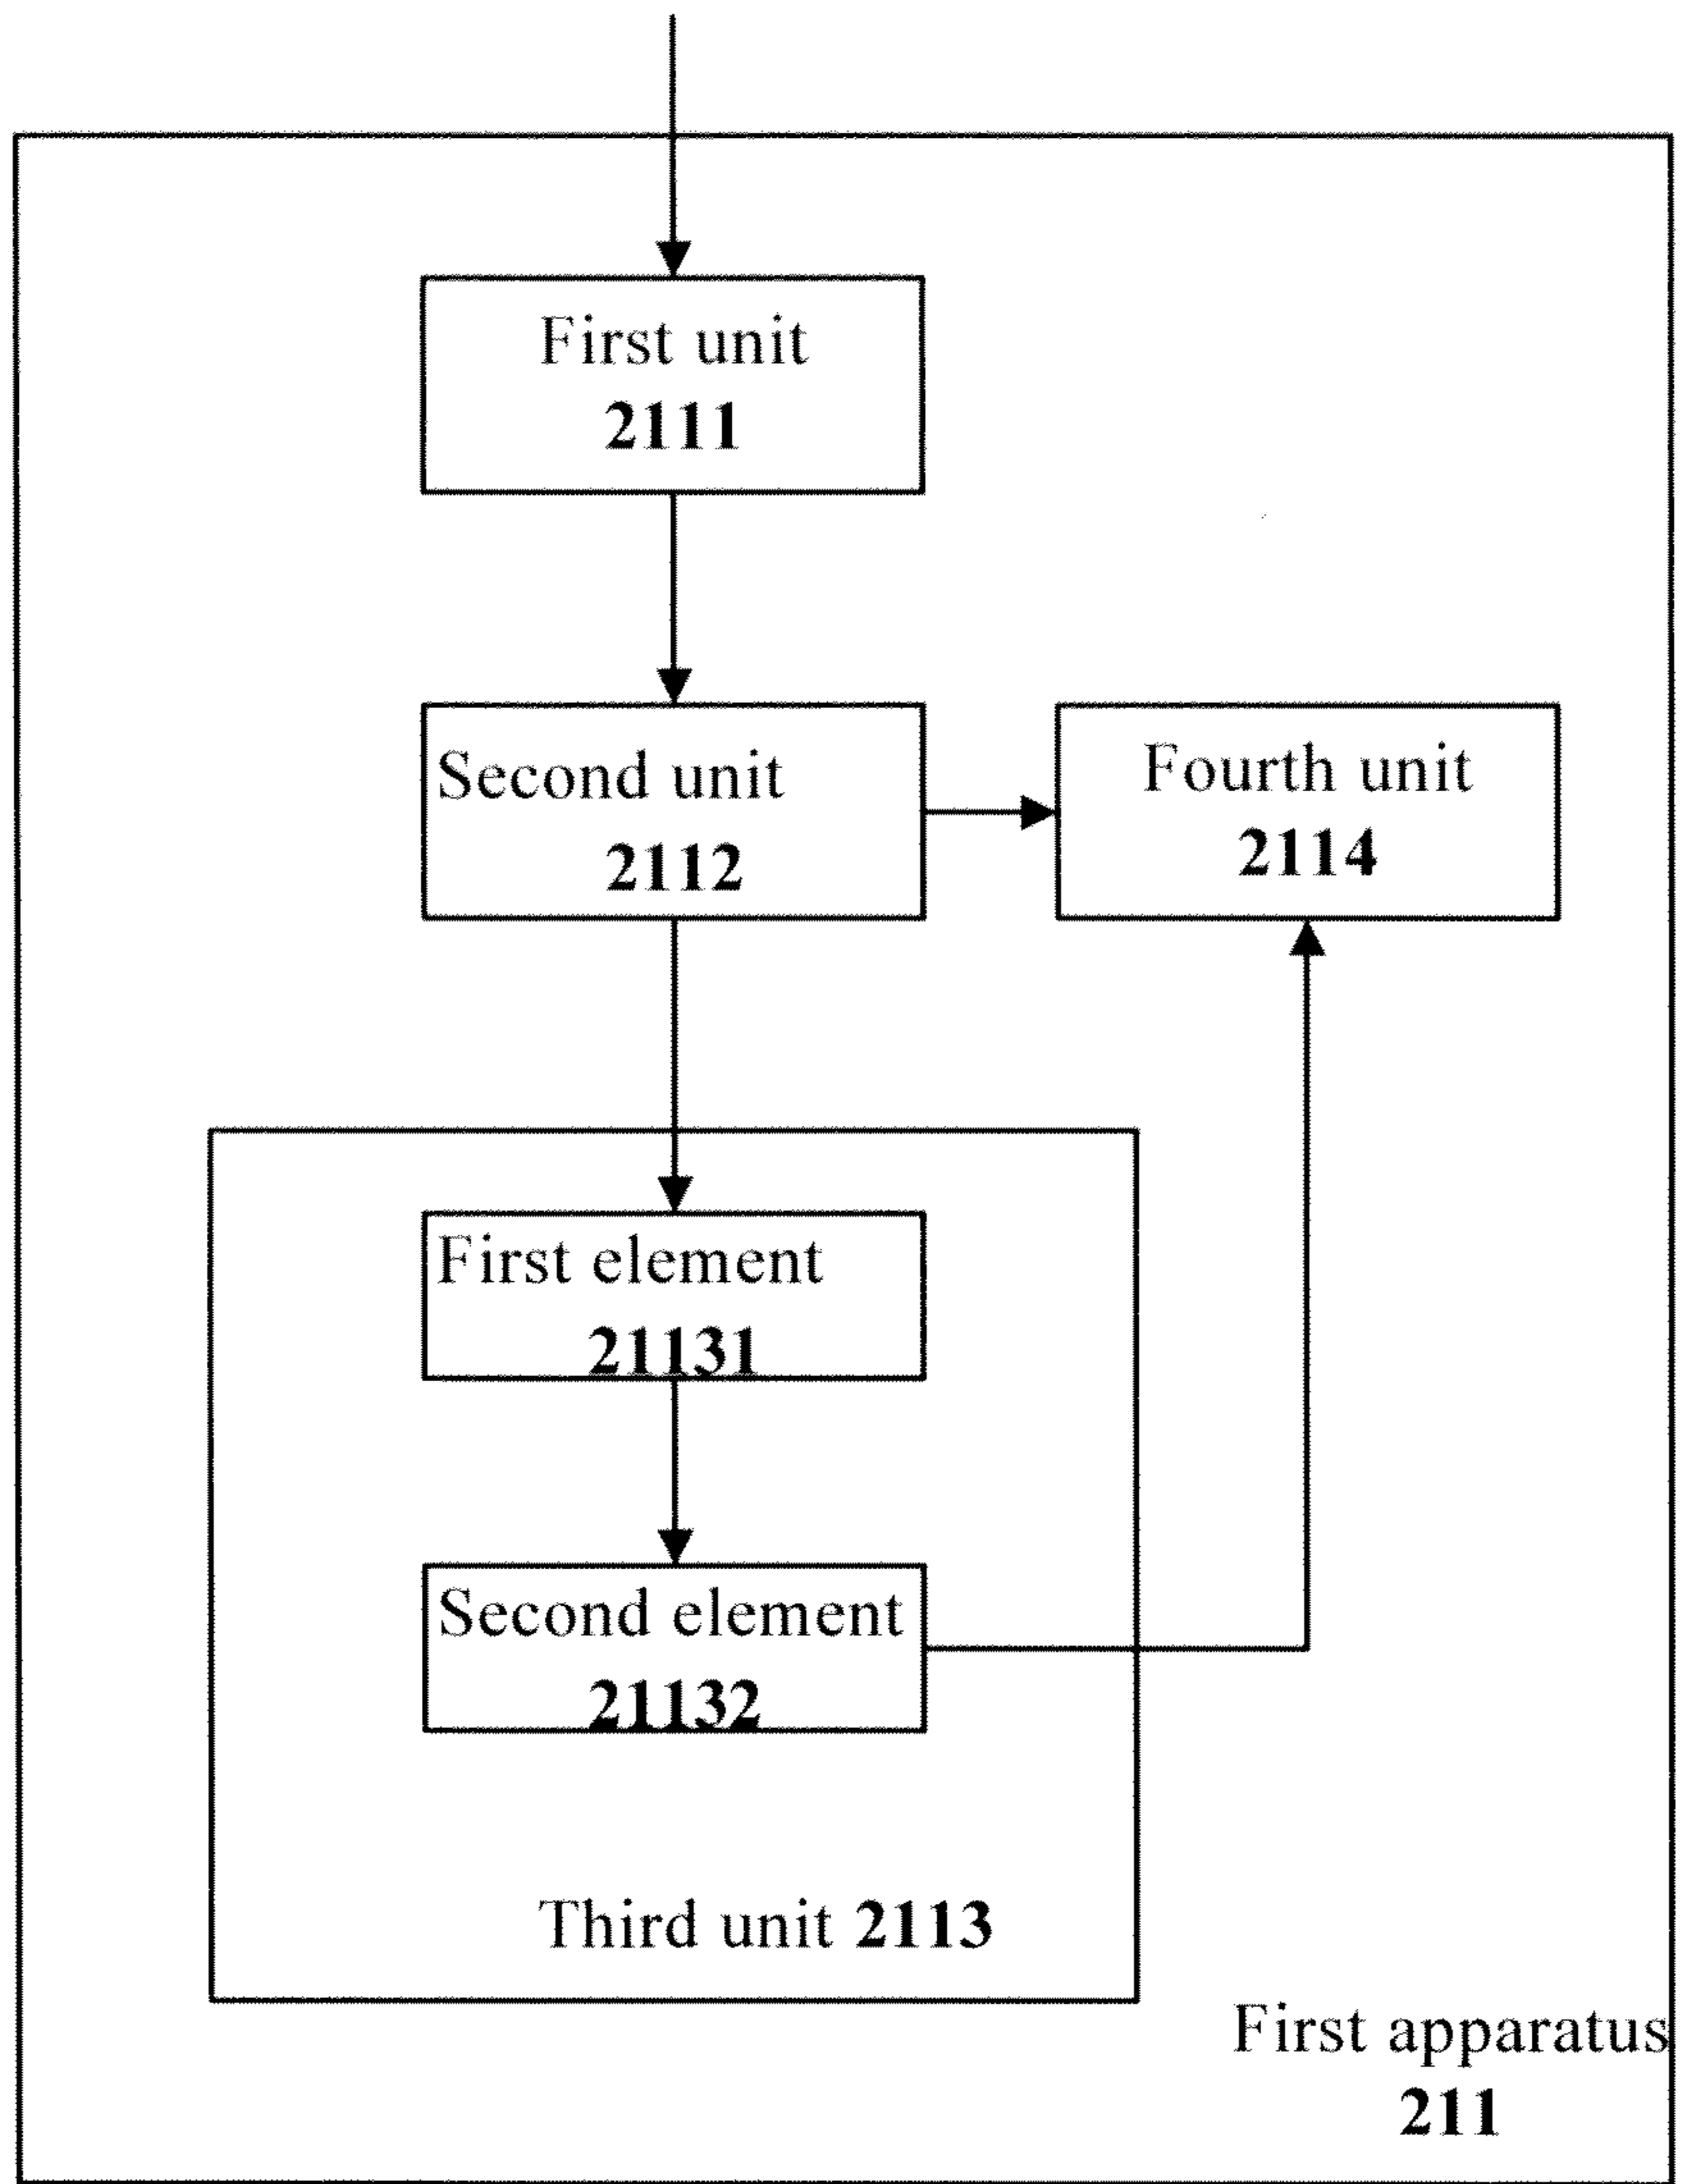 First unit
2111
Second unit
2112
Fourth unit
2114
First element
21131
Second element
21132
Third unit 2113
First apparatus
211